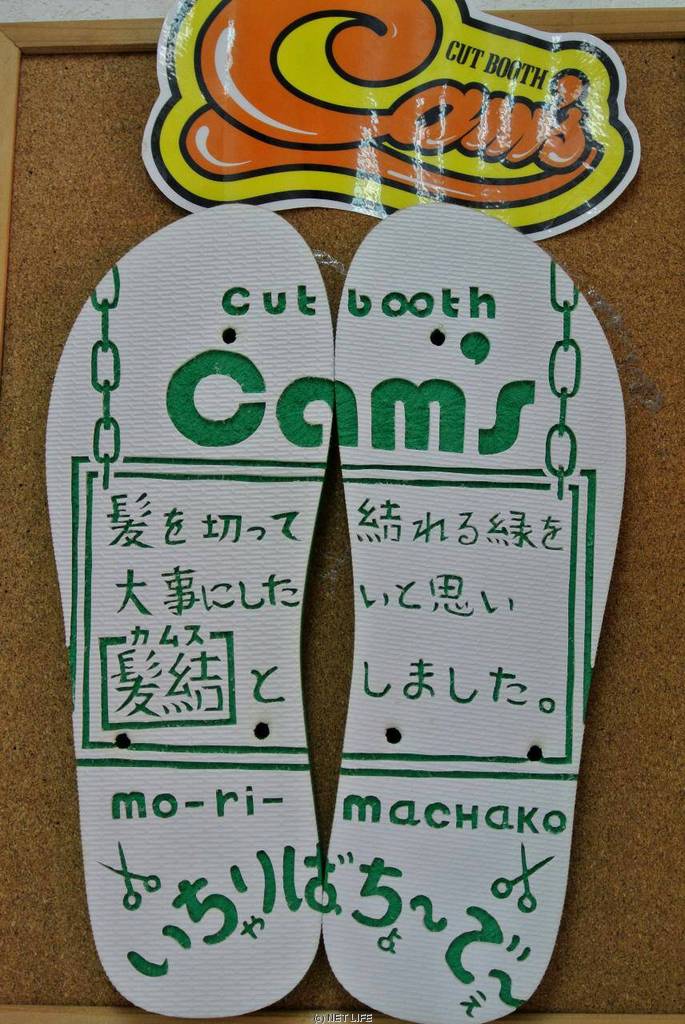 CUT BOOTH
Cam's
cut booth
Cam's
髪を切って 結れる縁を
大事にしたいと思い
カムス
髪結としました。
mo-ri- machako
いちゃりばちょ〜で〜
© NET LIFE